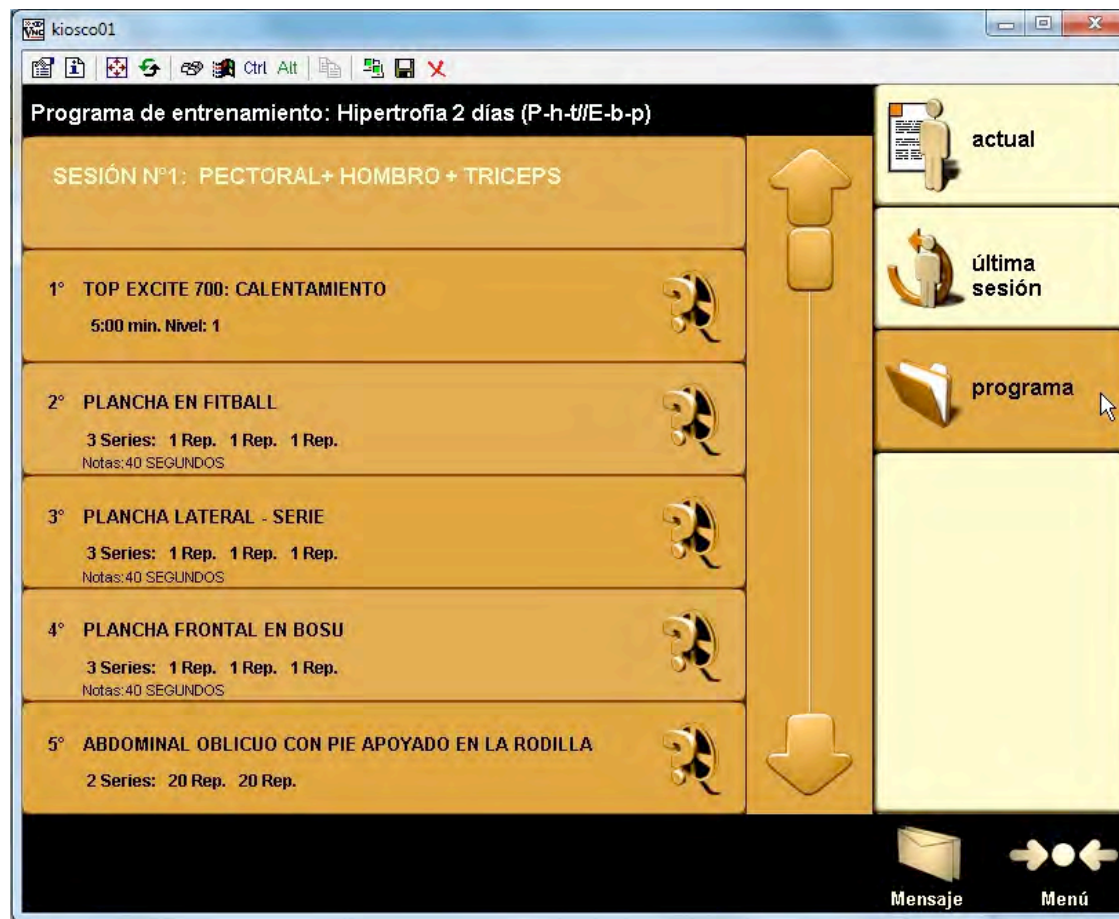 kiosco01
Ctrl Alt
Programa de entrenamiento: Hipertrofia 2 días (P-h-t//E-b-p)
SESIÓN Nº1: PECTORAL+ HOMBRO + TRICEPS
1° TOP EXCITE 700: CALENTAMIENTO
5:00 min. Nivel: 1
2° PLANCHA EN FITBALL
3 Series: 1 Rep. 1 Rep. 1 Rep.
Notas:40 SEGUNDOS
3° PLANCHA LATERAL - SERIE
3 Series: 1 Rep. 1 Rep. 1 Rep.
Notas:40 SEGUNDOS
4° PLANCHA FRONTAL EN BOSU
3 Series: 1 Rep. 1 Rep. 1 Rep.
Notas:40 SEGUNDOS
5° ABDOMINAL OBLICUO CON PIE APOYADO EN LA RODILLA
2 Series: 20 Rep. 20 Rep.
actual
última
sesión
programa
Mensaje
Menú